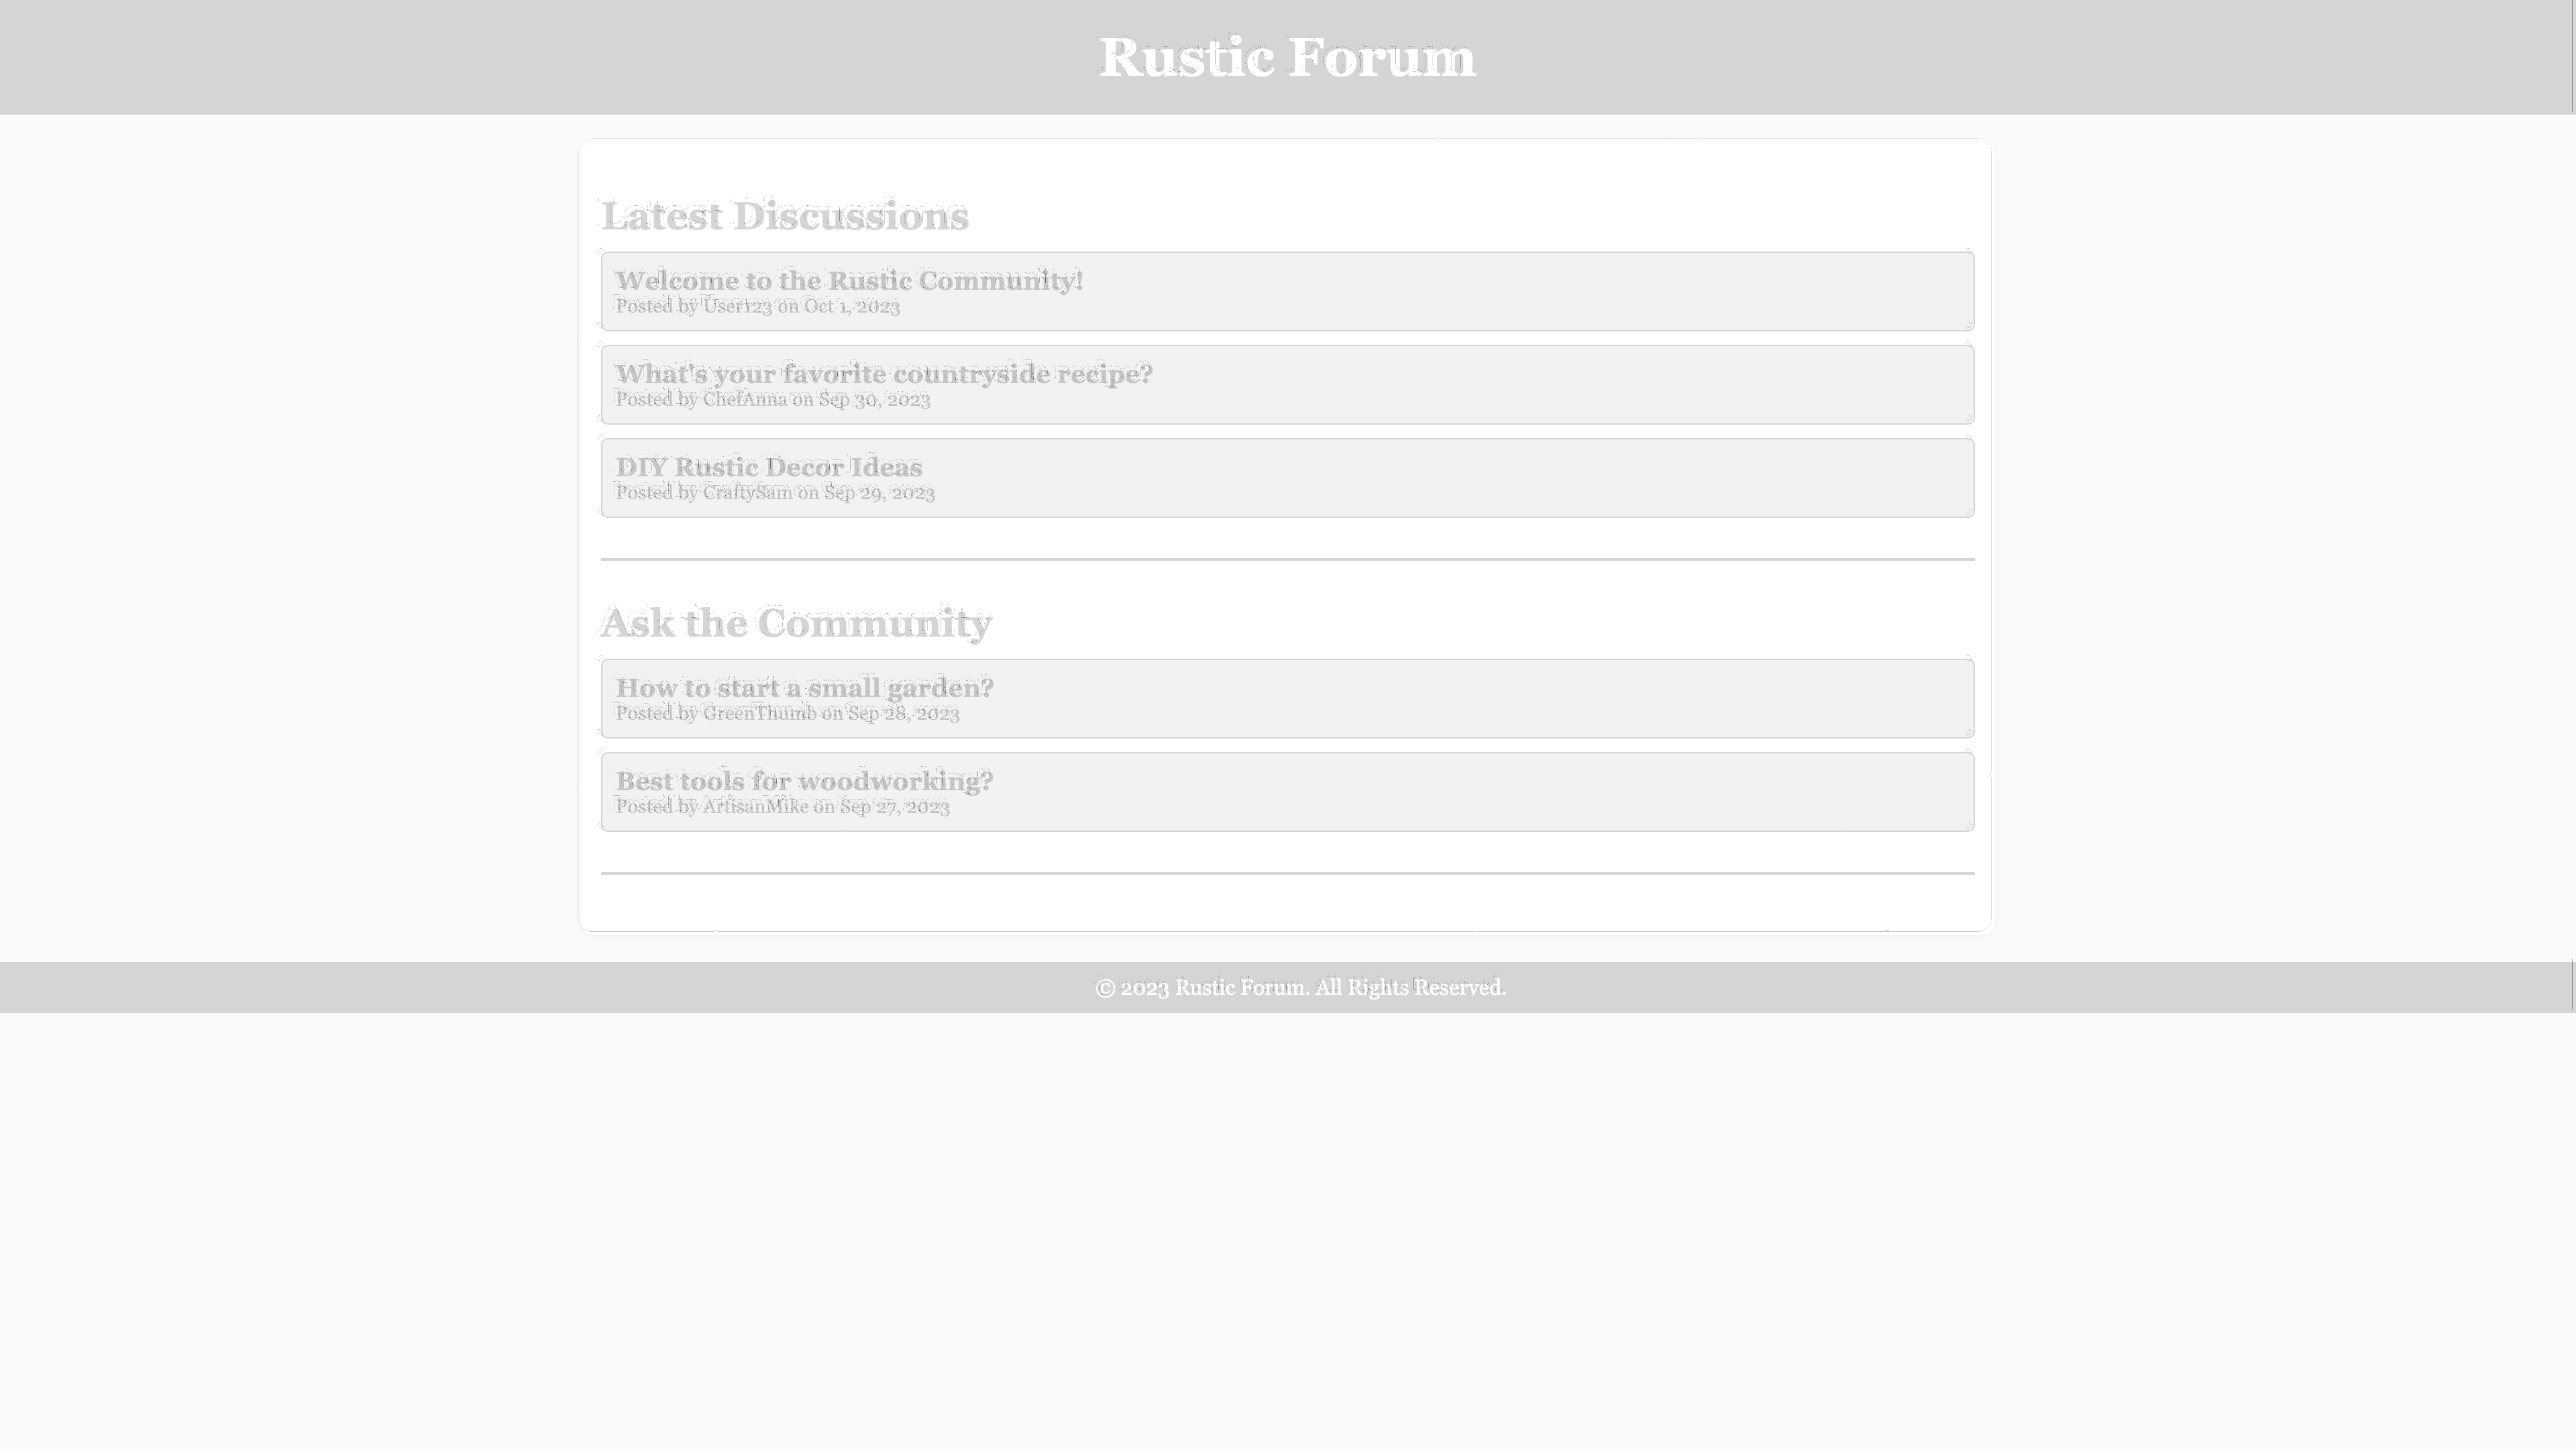 Rustic Forum
Latest Discussions
Welcome to the Rustic Community!
Posted by User123 on Oct 1, 2023
What's your favorite countryside recipe?
Posted by ChefAnna on Sep 30, 2023
DIY Rustic Decor Ideas
Posted by CraftySam on Sep 29, 2023
Ask the Community
How to start a small garden?
Posted by GreenThumb on Sep 28, 2023
Best tools for woodworking?
Posted by ArtisanMike on Sep 27, 2023
© 2023 Rustic Forum. All Rights Reserved.